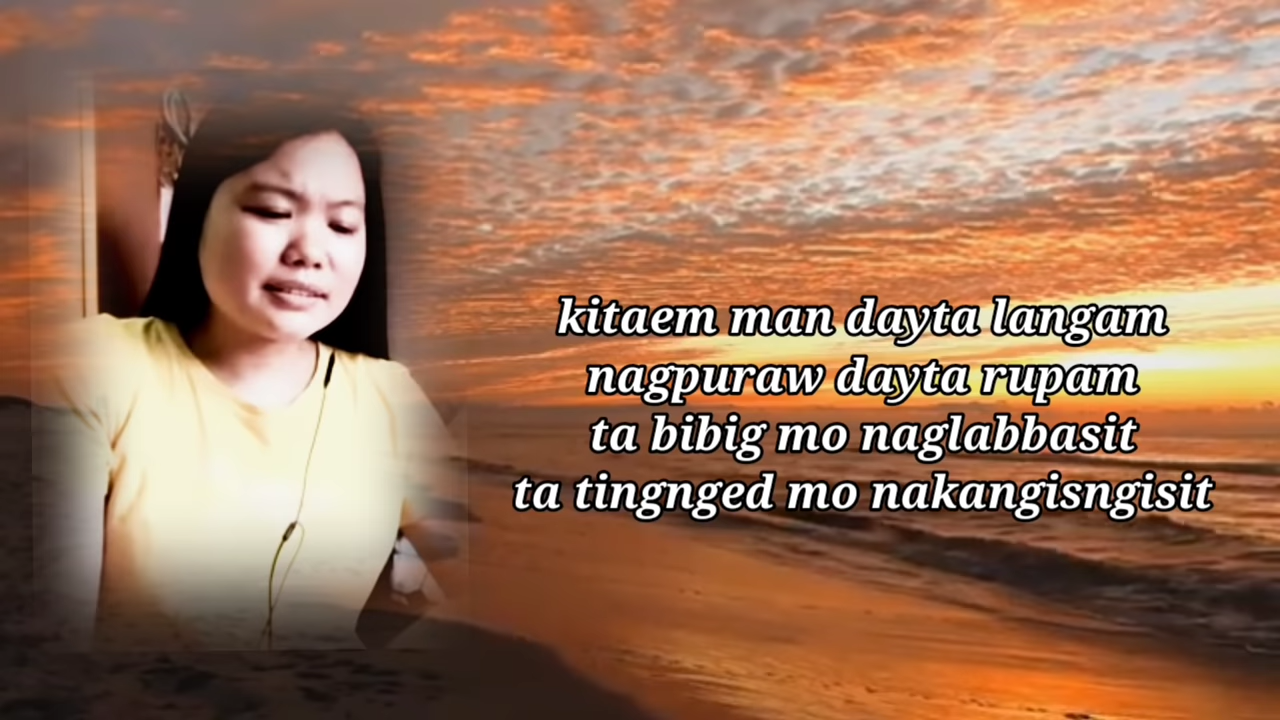 kitaem man dayta langam
nagpuraw dayta rupam
ta bibig mo naglabbasit
ta tingnged mo nakangisngisit